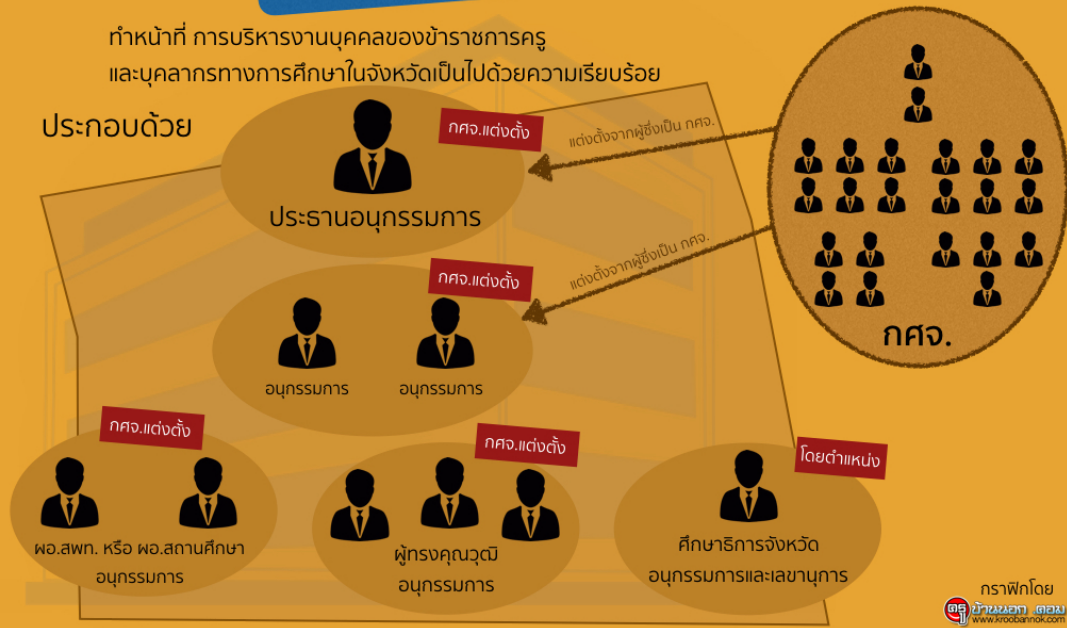 ทำหน้าที่ การบริหารงานบุคคลของข้าราชการครู
และบุคลากรทางการศึกษาในจังหวัดเป็นไปด้วยความเรียบร้อย
ประกอบด้วย
กศจ.แต่งตั้ง
แต่งตั้งจากผู้ซึ่งเป็น กศจ.
ประธานอนุกรรมการ
กศจ.แต่งตั้ง
แต่งตั้งจากผู้ซึ่งเป็น กศจ.
กศจ.
อนุกรรมการ
อนุกรรมการ
กศจ.แต่งตั้ง
ผอ.สพท. หรือ ผอ.สถานศึกษา
อนุกรรมการ
กศจ.แต่งตั้ง
ผู้ทรงคุณวุฒิ
อนุกรรมการ
โดยตำแหน่ง
ศึกษาธิการจังหวัด
อนุกรรมการและเลขานุการ
กราฟิกโดย
ครูบ้านนอก ดอม
www.kroobannok.com